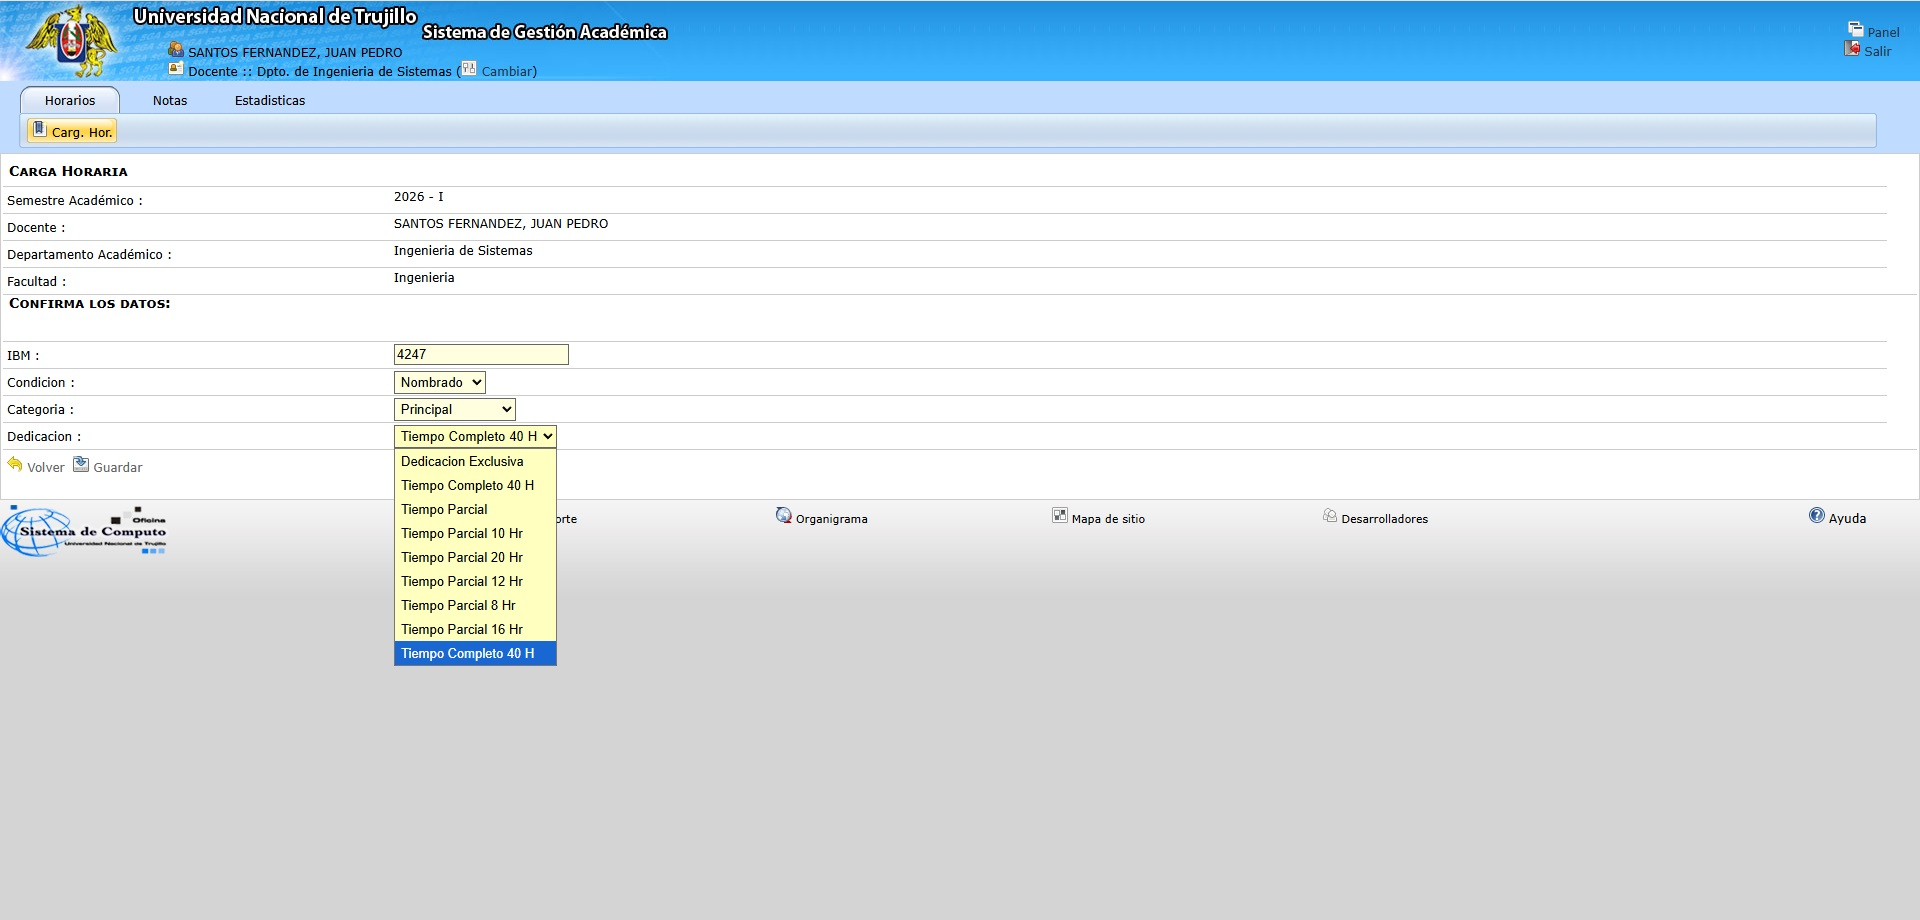 Universidad Nacional de Trujillo
Sistema de Gestión Académica
SANTOS FERNANDEZ, JUAN PEDRO
Docente :: Dpto. de Ingenieria de Sistemas ( Cambiar)
Panel
Salir
Horarios Notas Estadisticas
Carg. Hor.
CARGA HORARIA
Semestre Académico : 2026 - I
Docente : SANTOS FERNANDEZ, JUAN PEDRO
Departamento Académico : Ingenieria de Sistemas
Facultad : Ingenieria
CONFIRMA LOS DATOS:
IBM : 4247
Condicion : Nombrado
Categoria : Principal
Dedicacion : Tiempo Completo 40 H
Volver Guardar
Dedicacion Exclusiva
Tiempo Completo 40 H
Tiempo Parcial
Tiempo Parcial 10 Hr
Tiempo Parcial 20 Hr
Tiempo Parcial 12 Hr
Tiempo Parcial 8 Hr
Tiempo Parcial 16 Hr
Tiempo Completo 40 H
Oficina
Sistema de Computo
Universidad Nacional de Trujillo
orte Organigrama Mapa de sitio Desarrolladores Ayuda